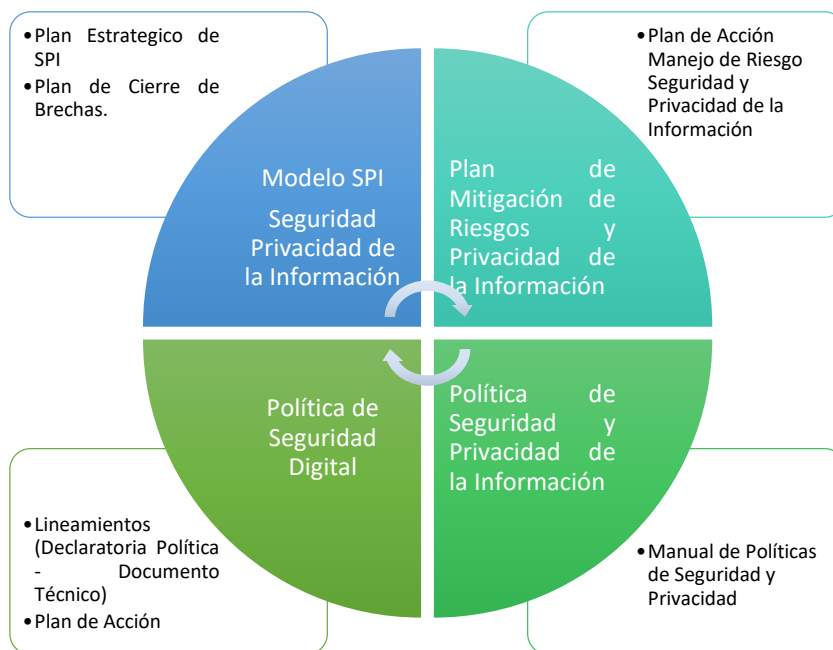 •Plan Estrategico de
SPI
•Plan de Cierre de
Brechas.
•Plan de Acción
Manejo de Riesgo
Seguridad y
Privacidad de la
Información
Modelo SPI
Seguridad
Privacidad de
la Información
Plan de
Mitigación de
Riesgos y
Privacidad de
la Información
Política de
Seguridad
Digital
Política de
Seguridad y
Privacidad de
la Información
•Lineamientos
(Declaratoria Política
- Documento
Técnico)
•Plan de Acción
•Manual de Políticas
de Seguridad y
Privacidad